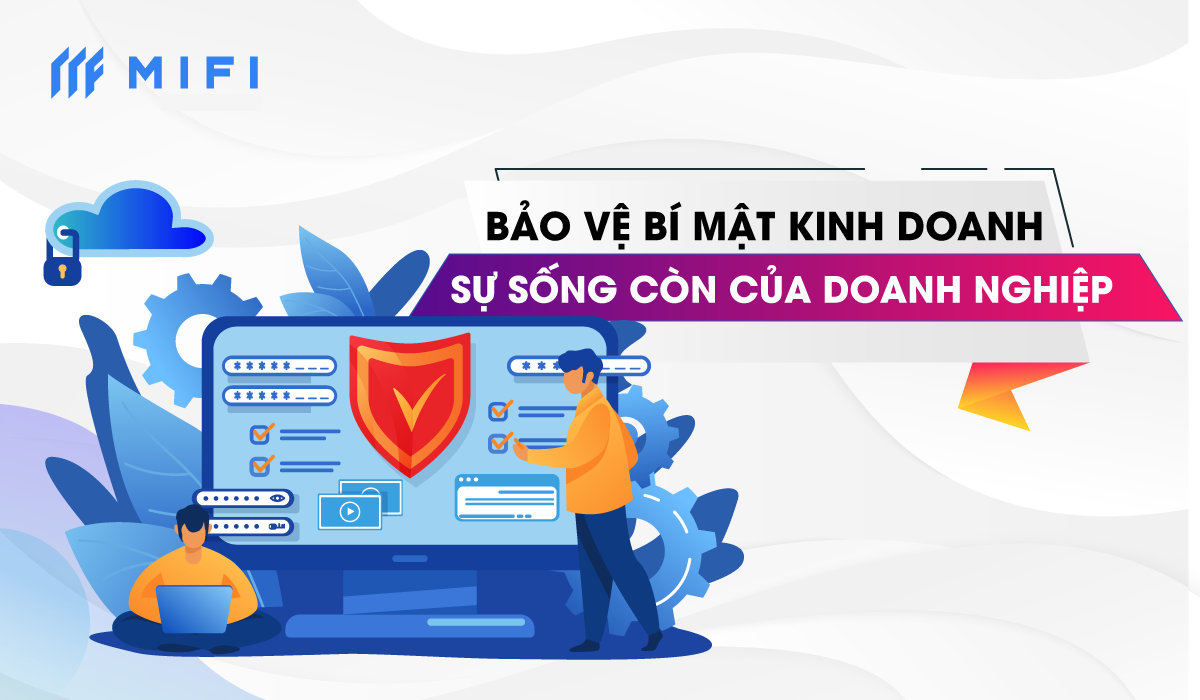 MIFI
BẢO VỆ BÍ MẬT KINH DOANH
SỰ SỐNG CÒN CỦA DOANH NGHIỆP